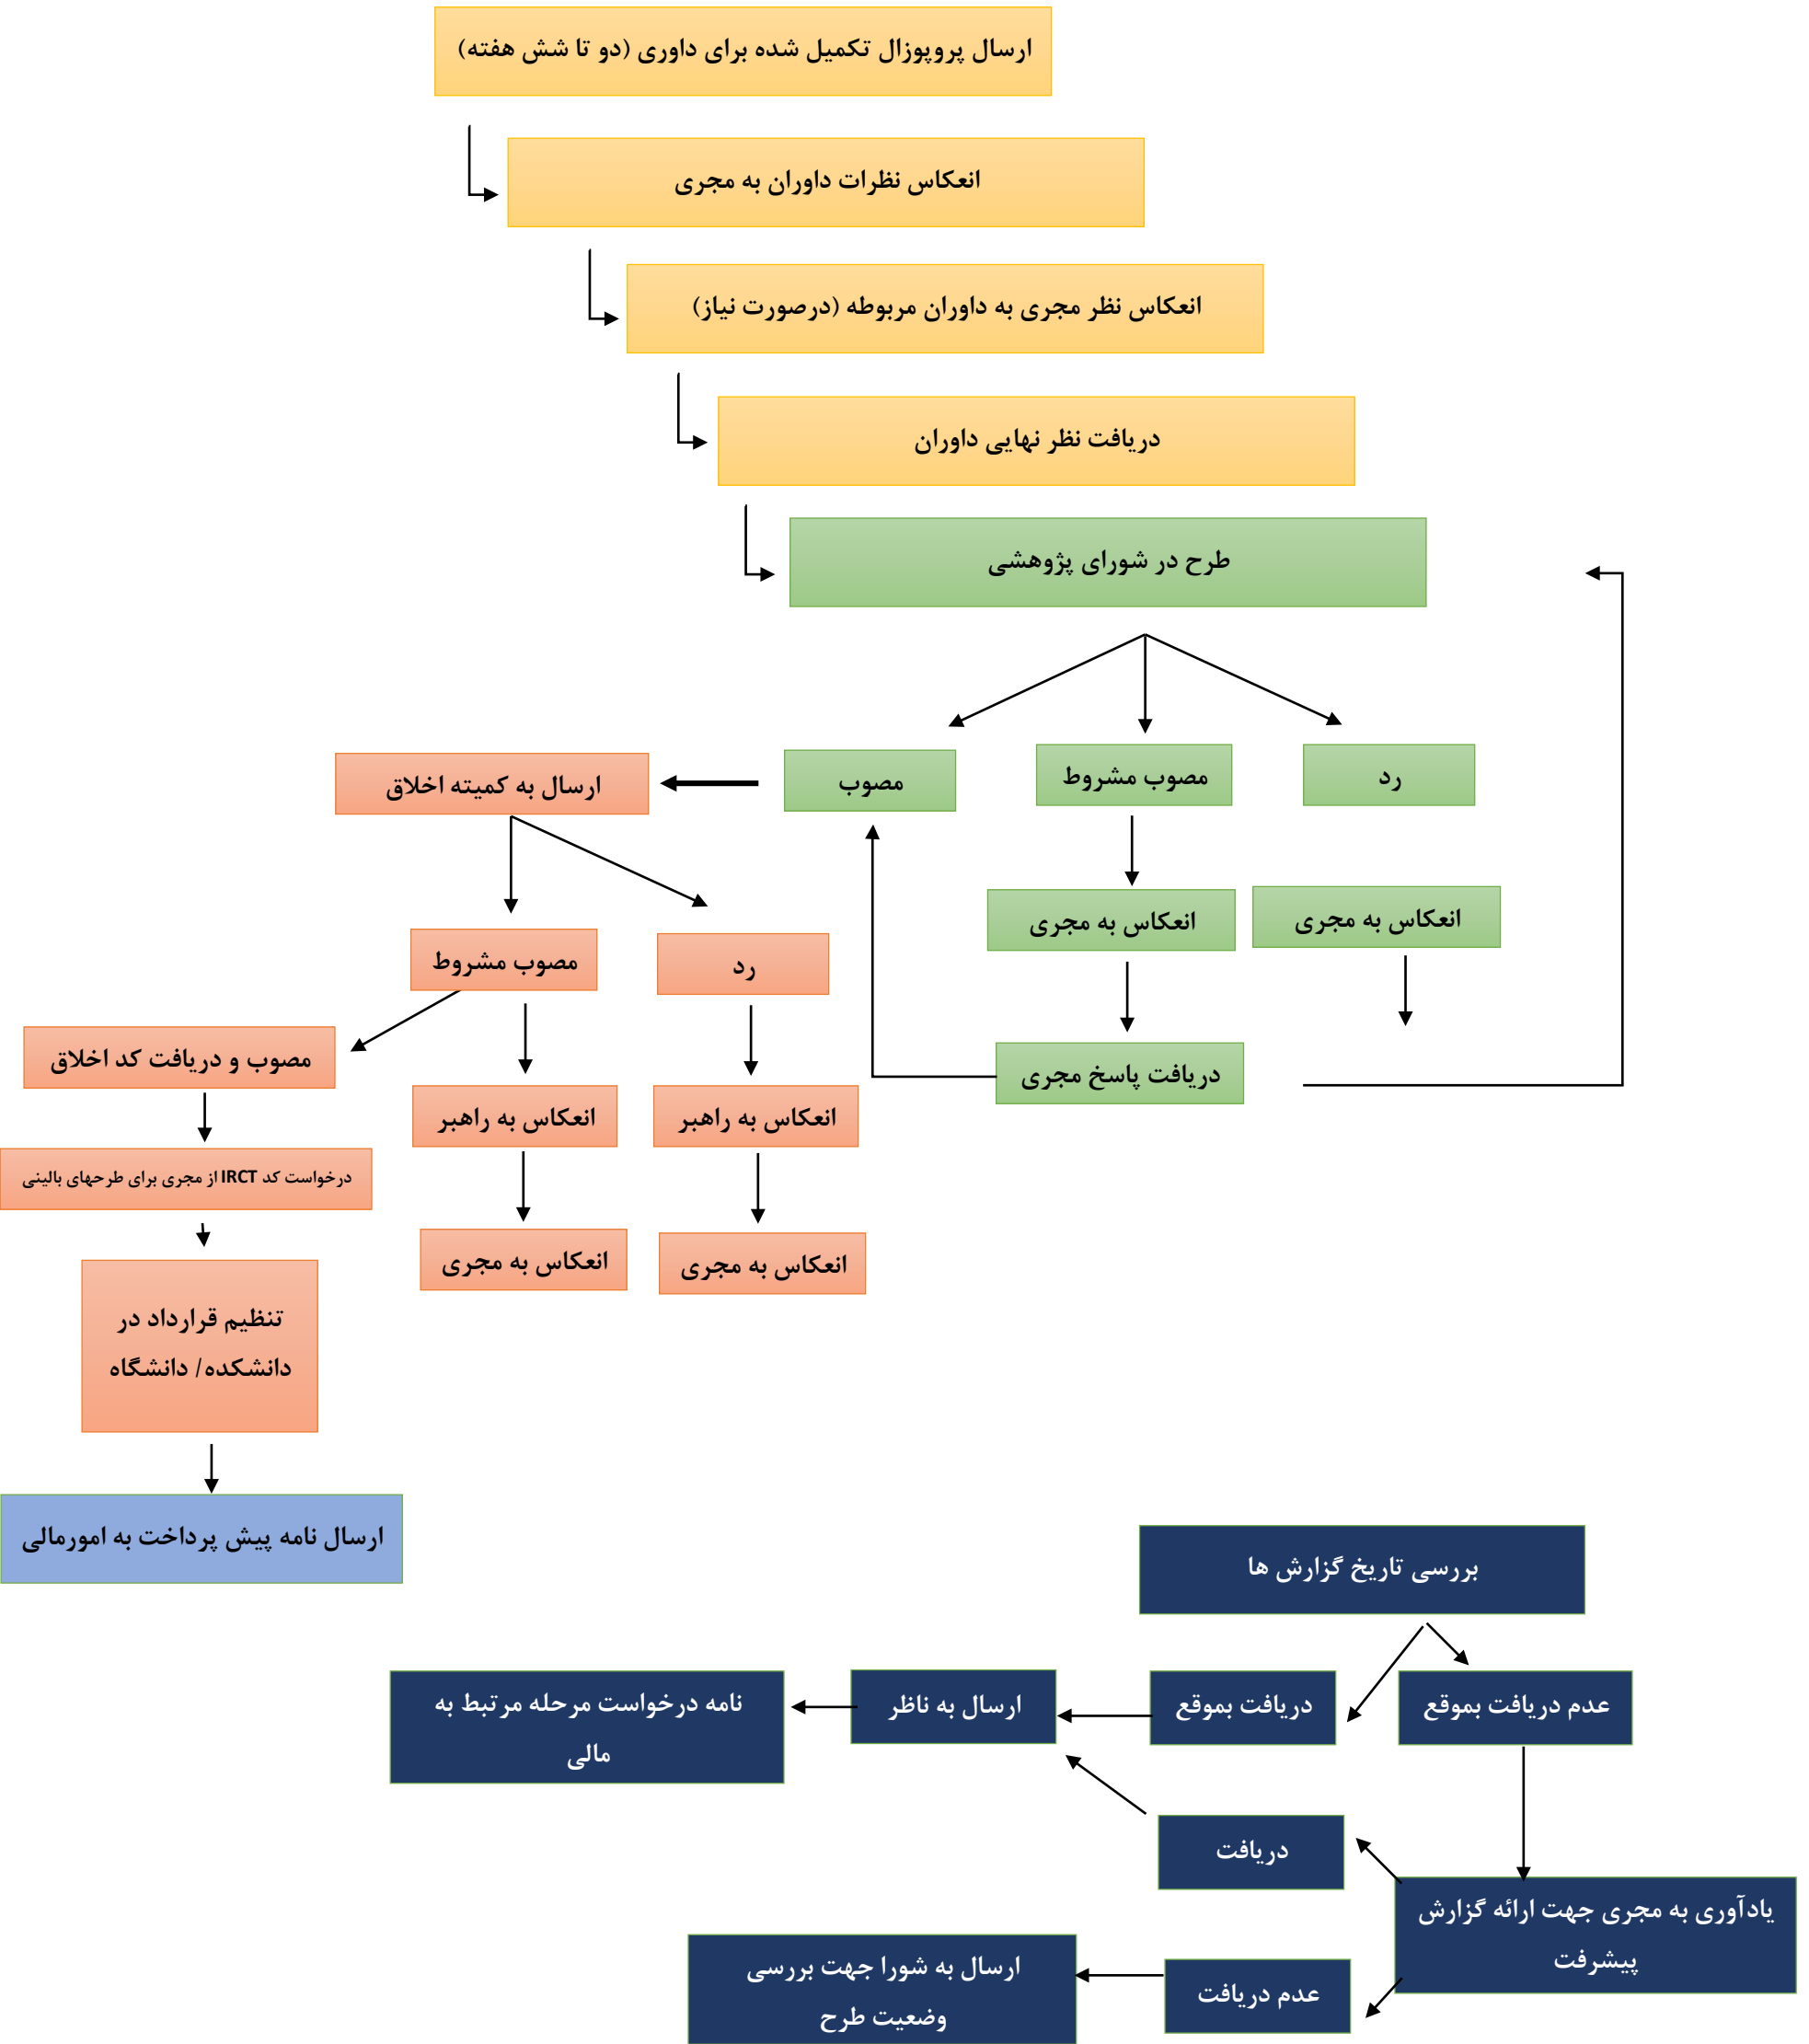 ارسال پروپوزال تکمیل شده برای داوری (دو تا شش هفته)
انعکاس نظرات داوران به مجری
انعکاس نظر مجری به داوران مربوطه (درصورت نیاز)
دریافت نظر نهایی داوران
طرح در شورای پژوهشی
رد
مصوب مشروط
مصوب
ارسال به کمیته اخلاق
انعکاس به مجری
انعکاس به مجری
رد
مصوب مشروط
مصوب و دریافت کد اخلاق
دریافت پاسخ مجری
انعکاس به راهبر
انعکاس به راهبر
درخواست کد IRCT از مجری برای طرحهای بالینی
انعکاس به مجری
انعکاس به مجری
تنظیم قرارداد در
دانشکده/ دانشگاه
ارسال نامه پیش پرداخت به امورمالی
بررسی تاریخ گزارش ها
عدم دریافت بموقع
دریافت بموقع
ارسال به ناظر
نامه درخواست مرحله مرتبط به
مالی
دریافت
یادآوری به مجری جهت ارائه گزارش
پیشرفت
عدم دریافت
ارسال به شورا جهت بررسی
وضعیت طرح